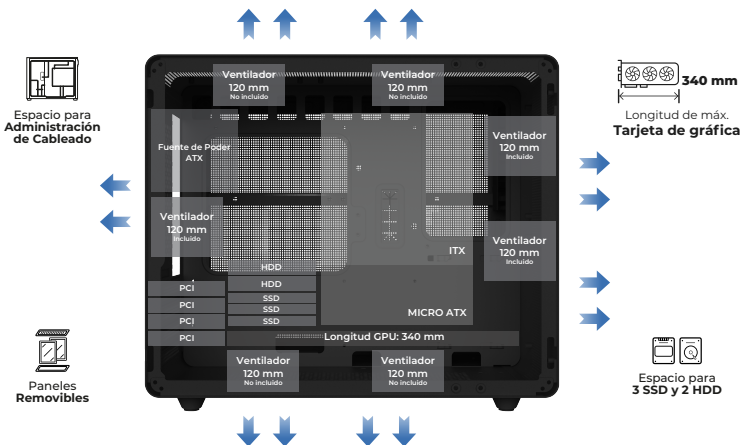 Ventilador
120 mm
No incluido
Ventilador
120 mm
No incluido
Espacio para
Administración
de Cableado
340 mm
Longitud de máx.
Tarjeta de gráfica
Fuente de Poder
ATX
Ventilador
120 mm
Incluido
Ventilador
120 mm
Incluido
Ventilador
120 mm
Incluido
ITX
HDD
HDD
SSD
SSD
SSD
PCI
PCI
PCI
PCI
MICRO ATX
Longitud GPU: 340 mm
Ventilador
120 mm
No incluido
Ventilador
120 mm
No incluido
Paneles
Removibles
Espacio para
3 SSD y 2 HDD